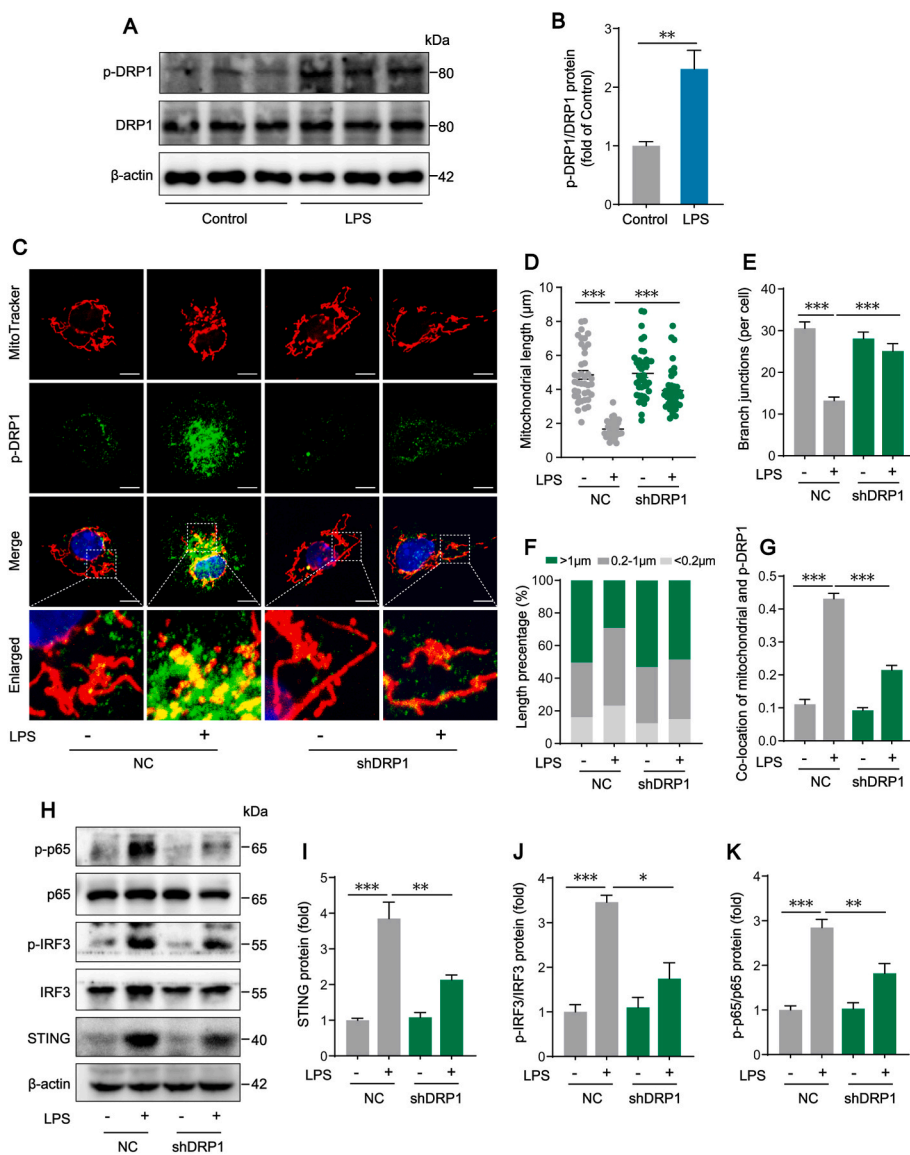 A
kDa
p-DRP1
80
DRP1
80
β-actin
42
Control
LPS
B
p-DRP1/DRP1 protein
(fold of Control)
3
2
1
0
**
Control
LPS
C
MitoTracker
p-DRP1
Merge
Enlarged
LPS
- + - +
NC
shDRP1
D
Mitochondrial length (μm)
10
8
6
4
2
0
*** ***
LPS
- + - +
NC
shDRP1
E
Branch junctions (per cell)
40
30
20
10
0
*** ***
LPS
- + - +
NC
shDRP1
F
>1μm 0.2-1μm <0.2μm
Length precentage (%)
100
80
60
40
20
0
LPS
- + - +
NC
shDRP1
G
Co-location of mitochondrial and p-DRP1
0.5
0.4
0.3
0.2
0.1
0.0
*** ***
LPS
- + - +
NC
shDRP1
H
kDa
p-p65
65
p65
65
p-IRF3
55
IRF3
55
STING
40
β-actin
42
LPS
- + - +
NC
shDRP1
I
STING protein (fold)
5
4
3
2
1
0
*** **
LPS
- + - +
NC
shDRP1
J
p-IRF3/IRF3 protein (fold)
4
3
2
1
0
*** *
LPS
- + - +
NC
shDRP1
K
p-p65/p65 protein (fold)
4
3
2
1
0
*** **
LPS
- + - +
NC
shDRP1